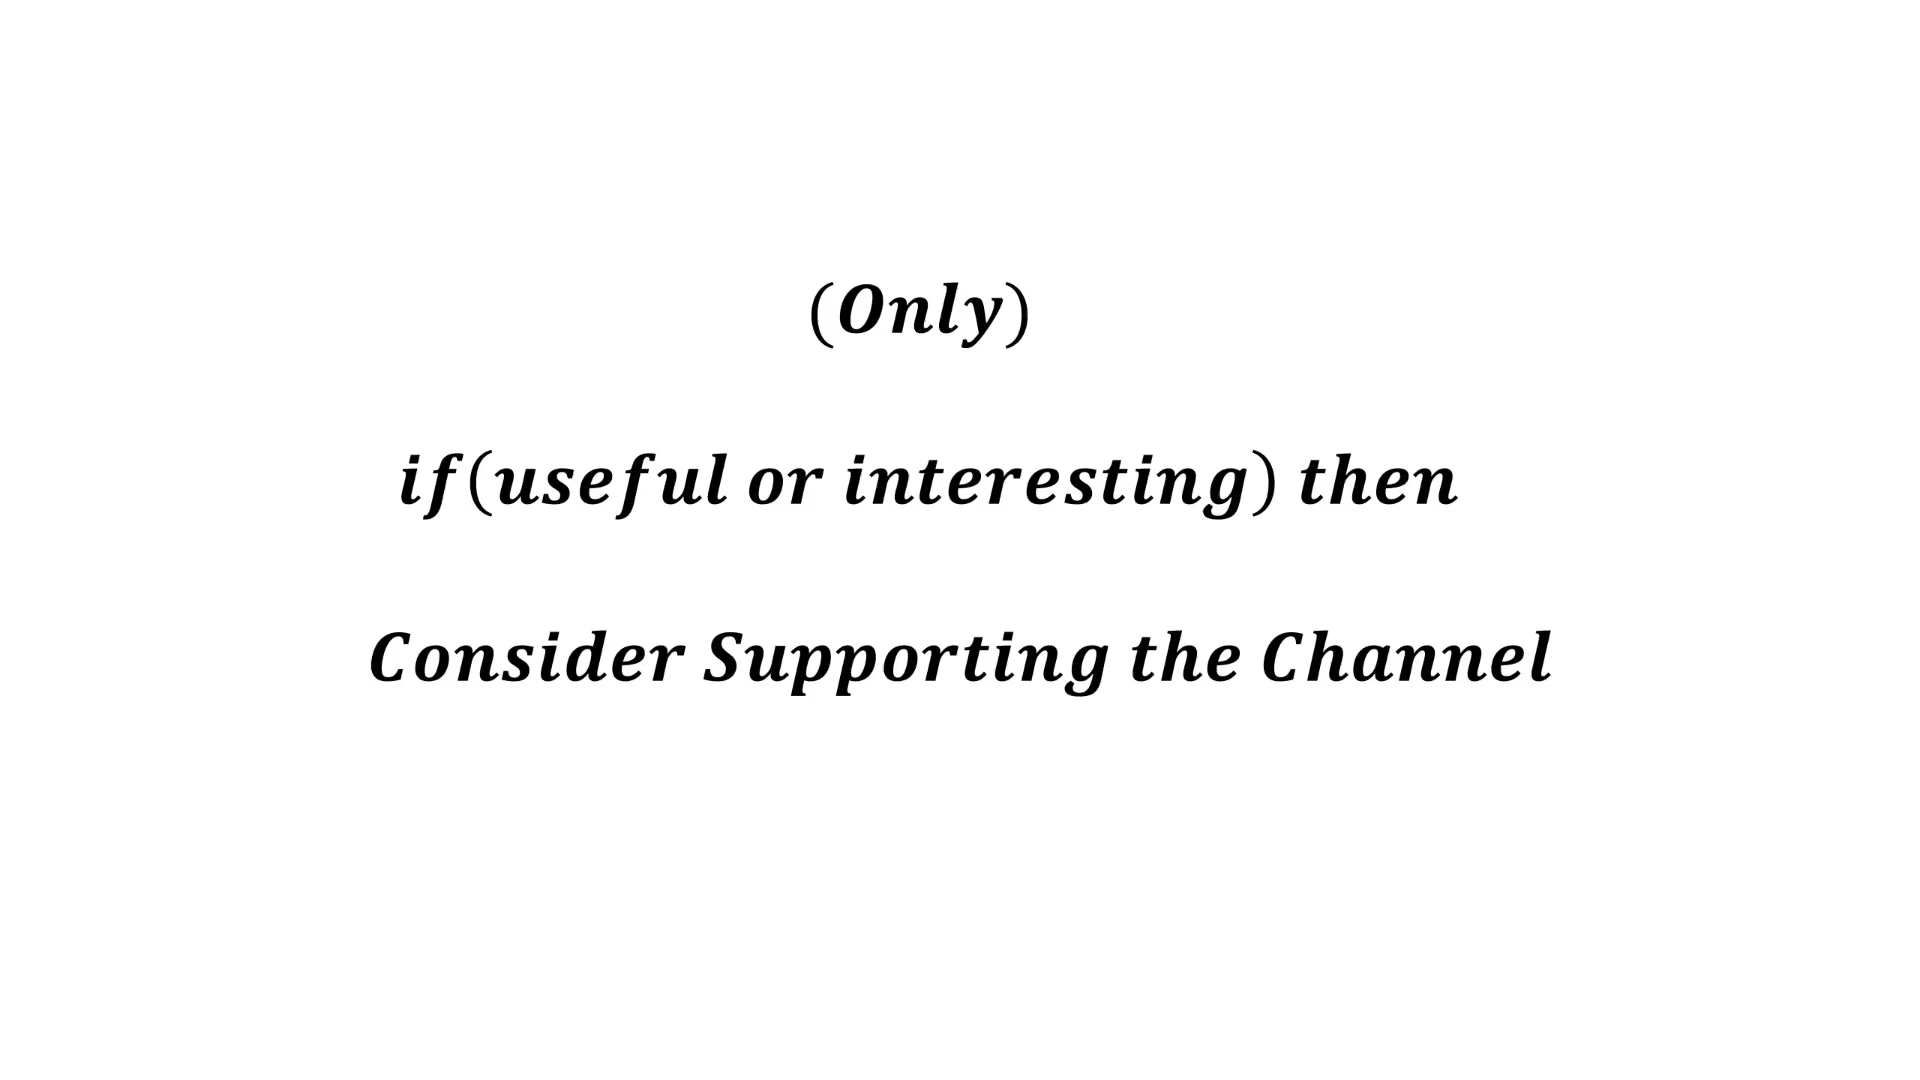 (Only)
if(useful or interesting) then
Consider Supporting the Channel